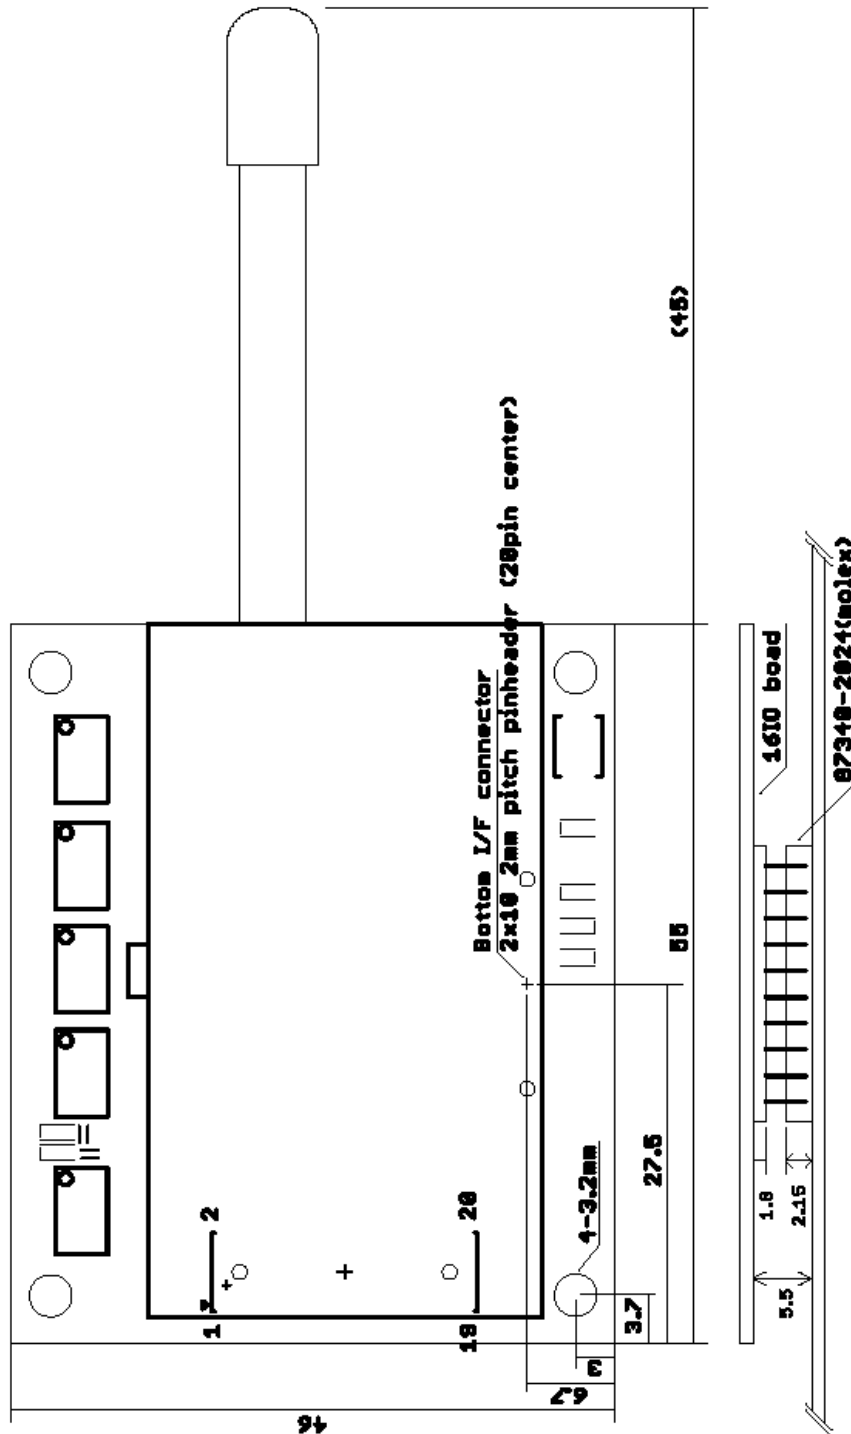 (45)
Bottom I/F connector
2x10 2mm pitch pinheader (20pin center)
16IO boad
87340-2024(molex)
55
27.5
4-3.2mm
1.8
2.15
5.5
2
20
1
19
3.7
3
6.7
46